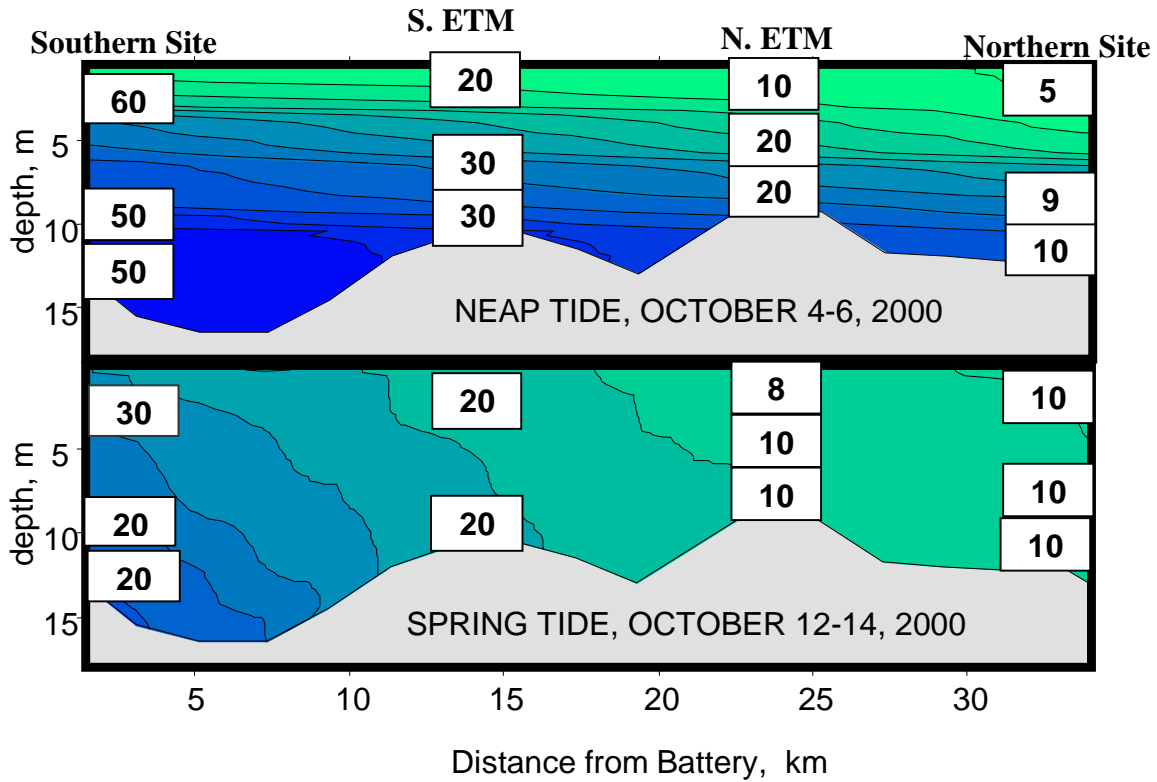 S. ETM
Southern Site
N. ETM
Northern Site
60
20
10
5
5
30
20
20
9
50
30
10
10
50
15
NEAP TIDE, OCTOBER 4-6, 2000
depth, m
30
20
8
10
5
10
10
20
20
10
10
10
20
15
SPRING TIDE, OCTOBER 12-14, 2000
depth, m
5 10 15 20 25 30
Distance from Battery, km